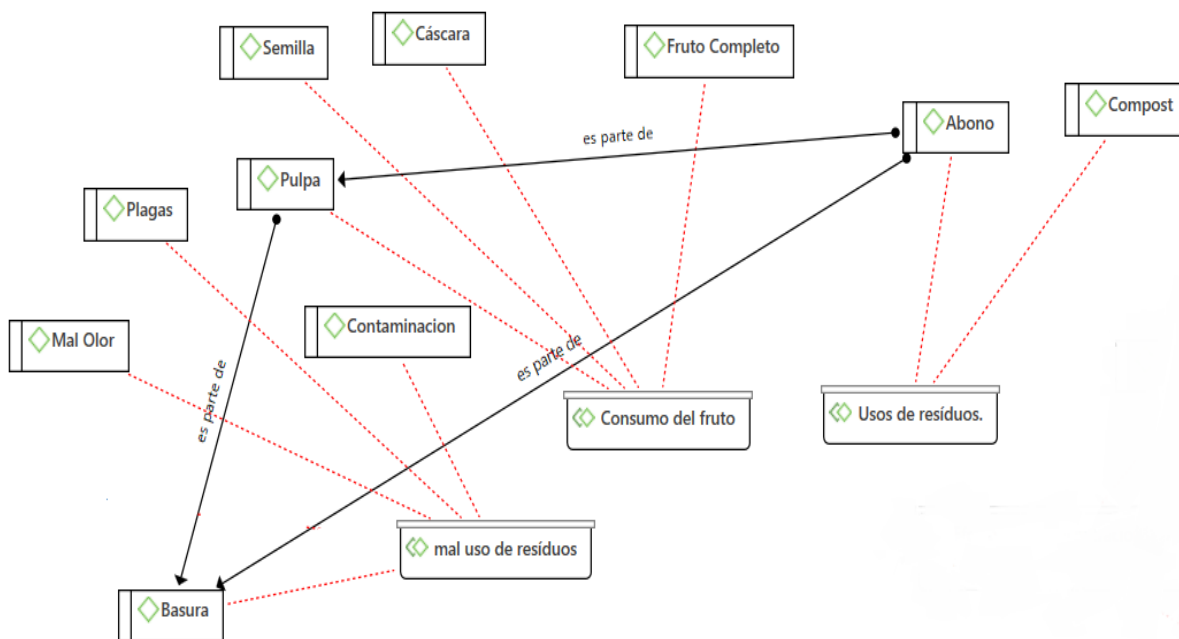 Semilla
Cáscara
Fruto Completo
Compost
Abono
es parte de
Pulpa
Plagas
Contaminacion
Mal Olor
es parte de
es parte de
Consumo del fruto
Usos de resíduos.
mal uso de resíduos
Basura